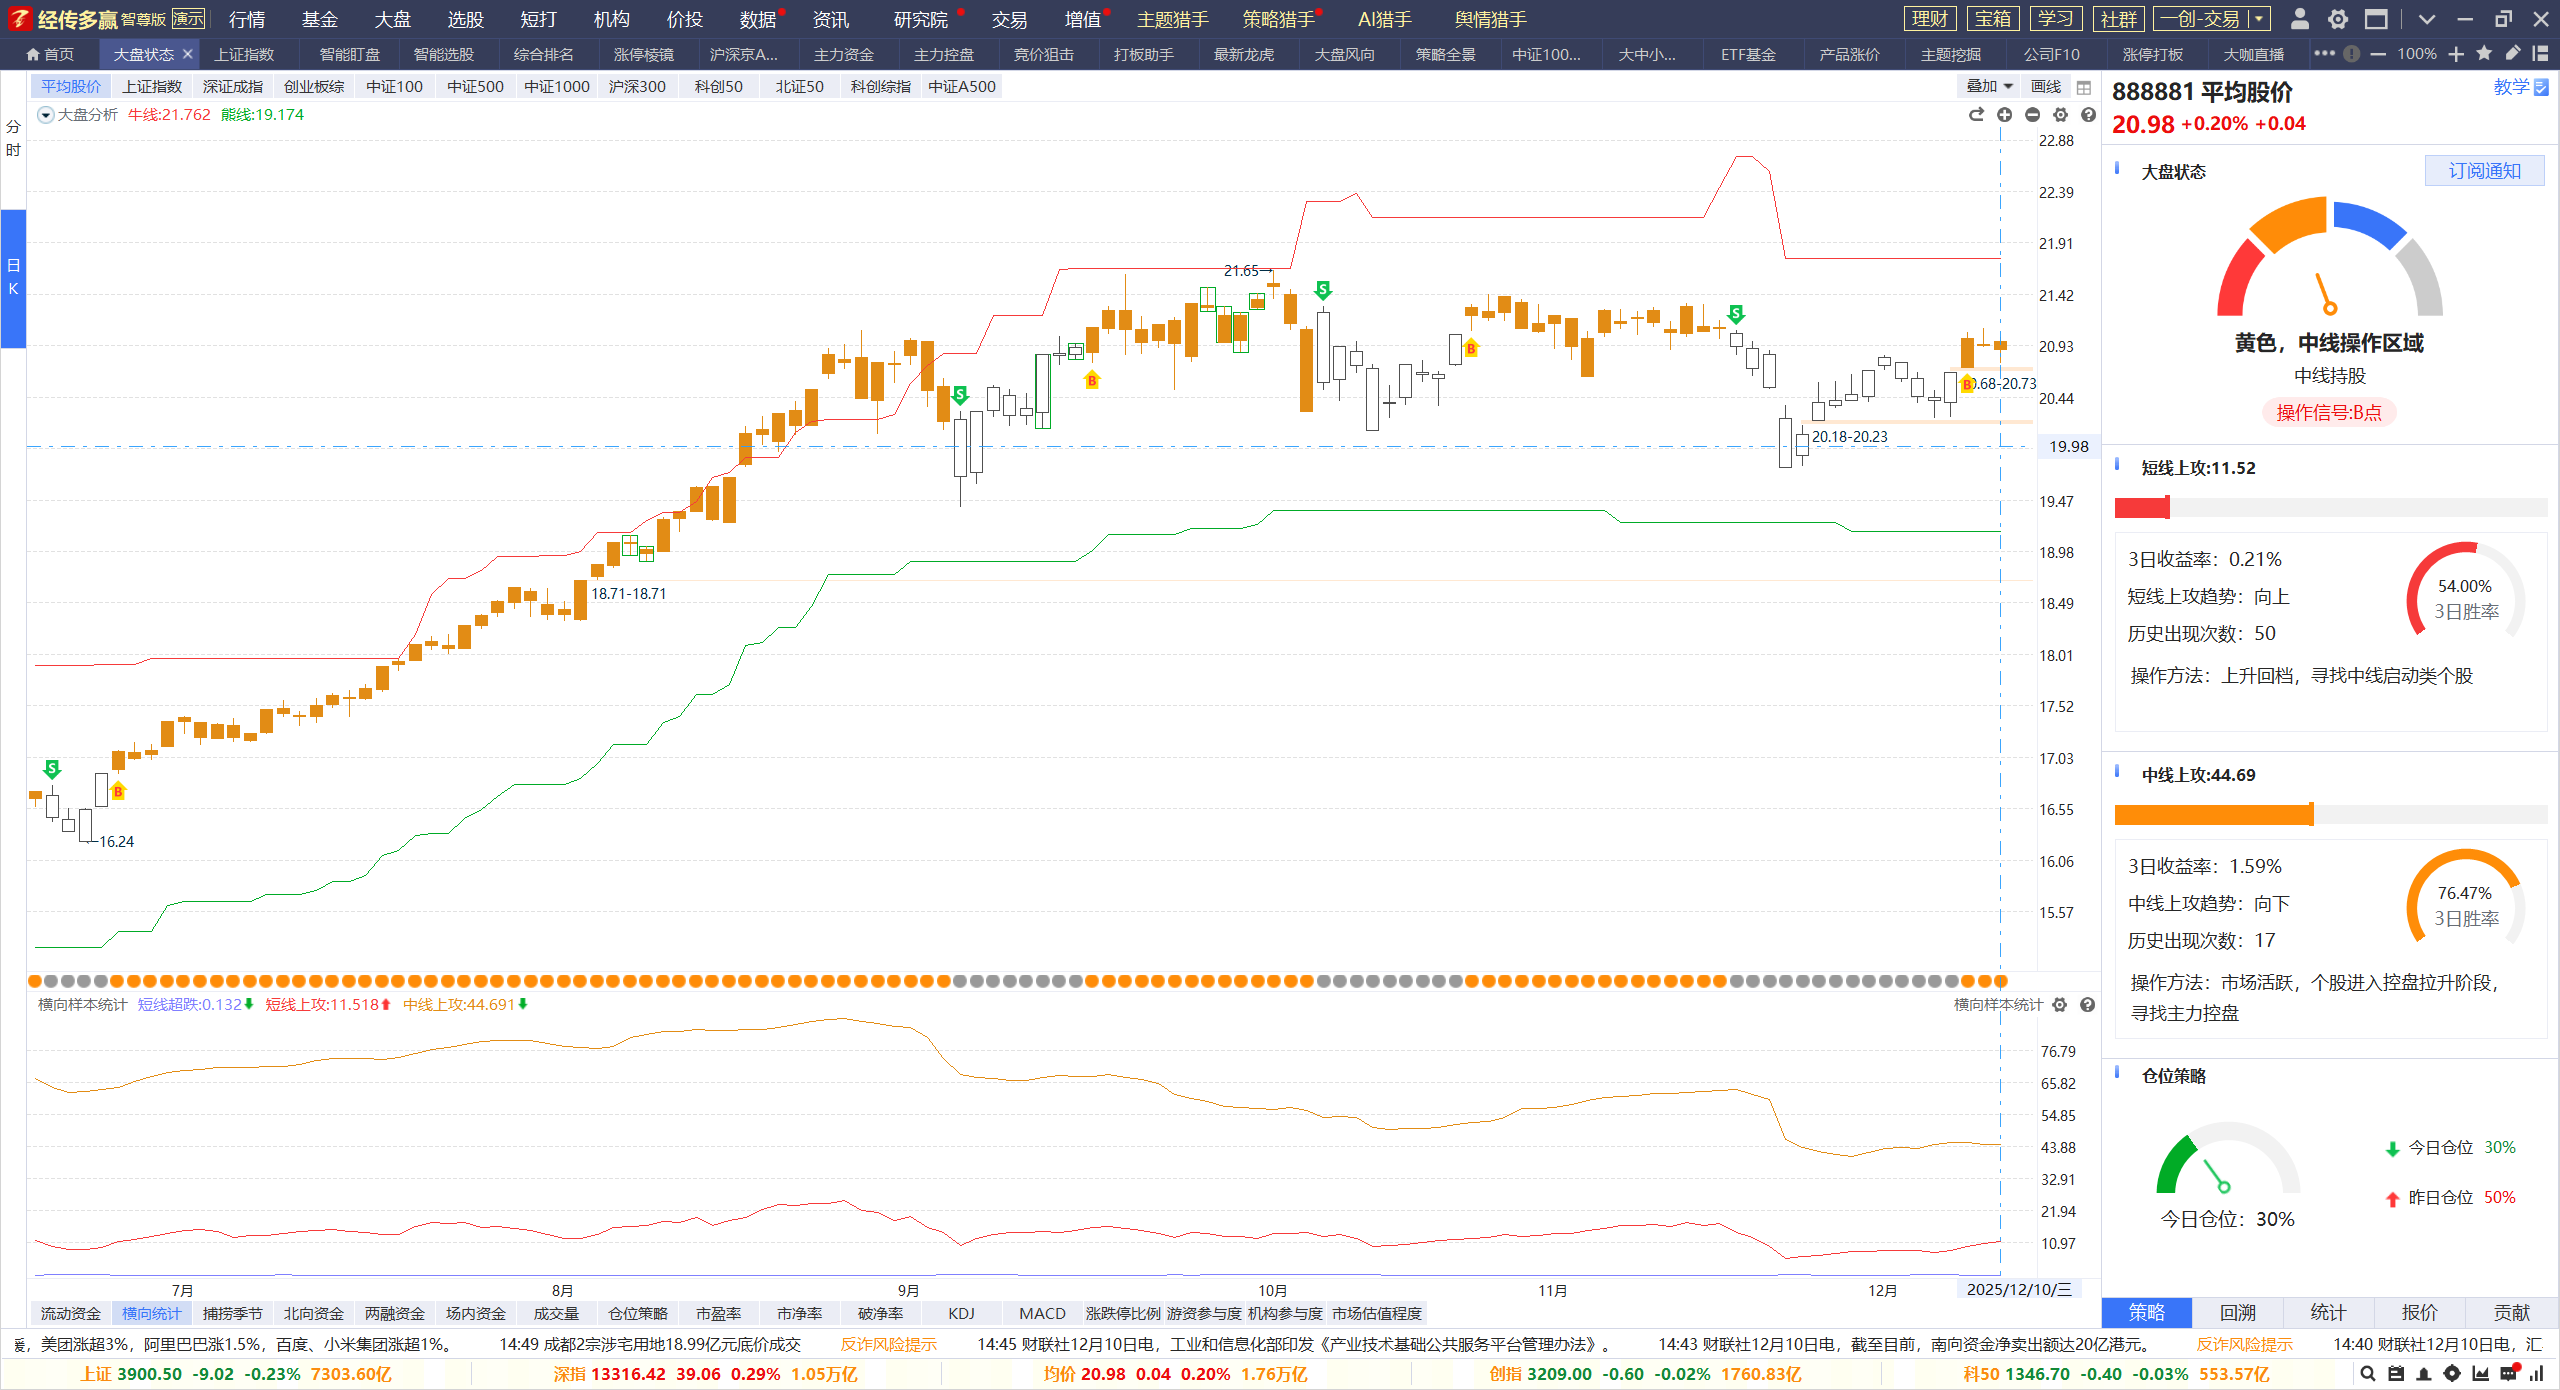 经传多赢 智尊版 演示 行情 基金 大盘 选股 短打 机构 价投 数据 资讯 研究院 交易 增值 主题猎手 策略猎手 AI猎手 舆情猎手 理财 宝箱 学习 社群 一创-交易
首页 大盘状态 上证指数 智能盯盘 智能选股 综合排名 涨停棱镜 沪深京A... 主力资金 主力控盘 竞价狙击 打板助手 最新龙虎 大盘风向 策略全景 中证100... 大中小... ETF基金 产品涨价 主题挖掘 公司F10 涨停打板 大咖直播 100%
平均股价 上证指数 深证成指 创业板综 中证100 中证500 中证1000 沪深300 科创50 北证50 科创综指 中证A500 叠加 画线
大盘分析 牛线:21.762 熊线:19.174
分时
日K
22.88
22.39
21.91
21.42
20.93
20.44
19.98
19.47
18.98
18.49
18.01
17.52
17.03
16.55
16.06
15.57
21.65
S
S
S
B
B
B
0.68-20.73
20.18-20.23
18.71-18.71
S
B
16.24
横向样本统计 短线超跌:0.132 短线上攻:11.518 中线上攻:44.691 横向样本统计
76.79
65.82
54.85
43.88
32.91
21.94
10.97
7月 8月 9月 10月 11月 12月 2025/12/10/三
流动资金 横向统计 捕捞季节 北向资金 两融资金 场内资金 成交量 仓位策略 市盈率 市净率 破净率 KDJ MACD 涨跌停比例 游资参与度 机构参与度 市场估值程度
888881 平均股价 教学
20.98 +0.20% +0.04
大盘状态 订阅通知
黄色，中线操作区域
中线持股
操作信号:B点
短线上攻:11.52
3日收益率：0.21%
短线上攻趋势：向上
历史出现次数：50
54.00%
3日胜率
操作方法：上升回档，寻找中线启动类个股
中线上攻:44.69
3日收益率：1.59%
中线上攻趋势：向下
历史出现次数：17
76.47%
3日胜率
操作方法：市场活跃，个股进入控盘拉升阶段，
寻找主力控盘
仓位策略
今日仓位 30%
昨日仓位 50%
今日仓位：30%
策略 回溯 统计 报价 贡献
，美团涨超3%，阿里巴巴涨1.5%，百度、小米集团涨超1%。 14:49 成都2宗涉宅用地18.99亿元底价成交 反诈风险提示 14:45 财联社12月10日电，工业和信息化部印发《产业技术基础公共服务平台管理办法》。 14:43 财联社12月10日电，截至目前，南向资金净卖出额达20亿港元。 反诈风险提示 14:40 财联社12月10日电，汇
上证 3900.50 -9.02 -0.23% 7303.60亿 深指 13316.42 39.06 0.29% 1.05万亿 均价 20.98 0.04 0.20% 1.76万亿 创指 3209.00 -0.60 -0.02% 1760.83亿 科50 1346.70 -0.40 -0.03% 553.57亿